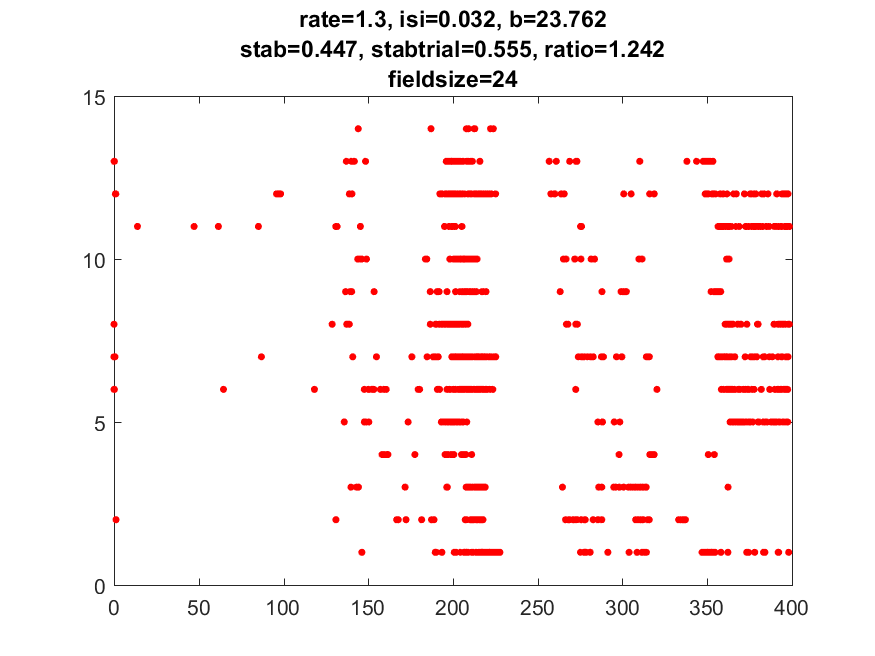 rate=1.3, isi=0.032, b=23.762
stab=0.447, stabtrial=0.555, ratio=1.242
fieldsize=24
15
10
5
0
0 50 100 150 200 250 300 350 400